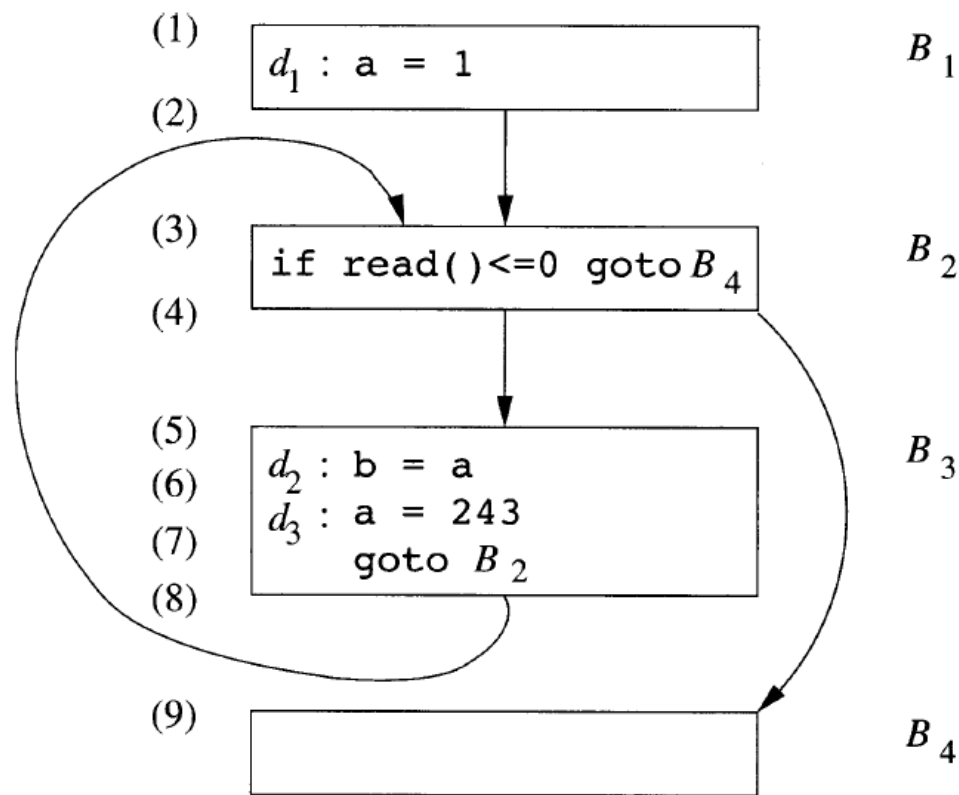 (1)
d1 : a = 1 B1
(2)
(3)
if read()<=0 goto B4 B2
(4)
(5)
d2 : b = a B3
(6)
d3 : a = 243
(7)
goto B2
(8)
(9)
B4